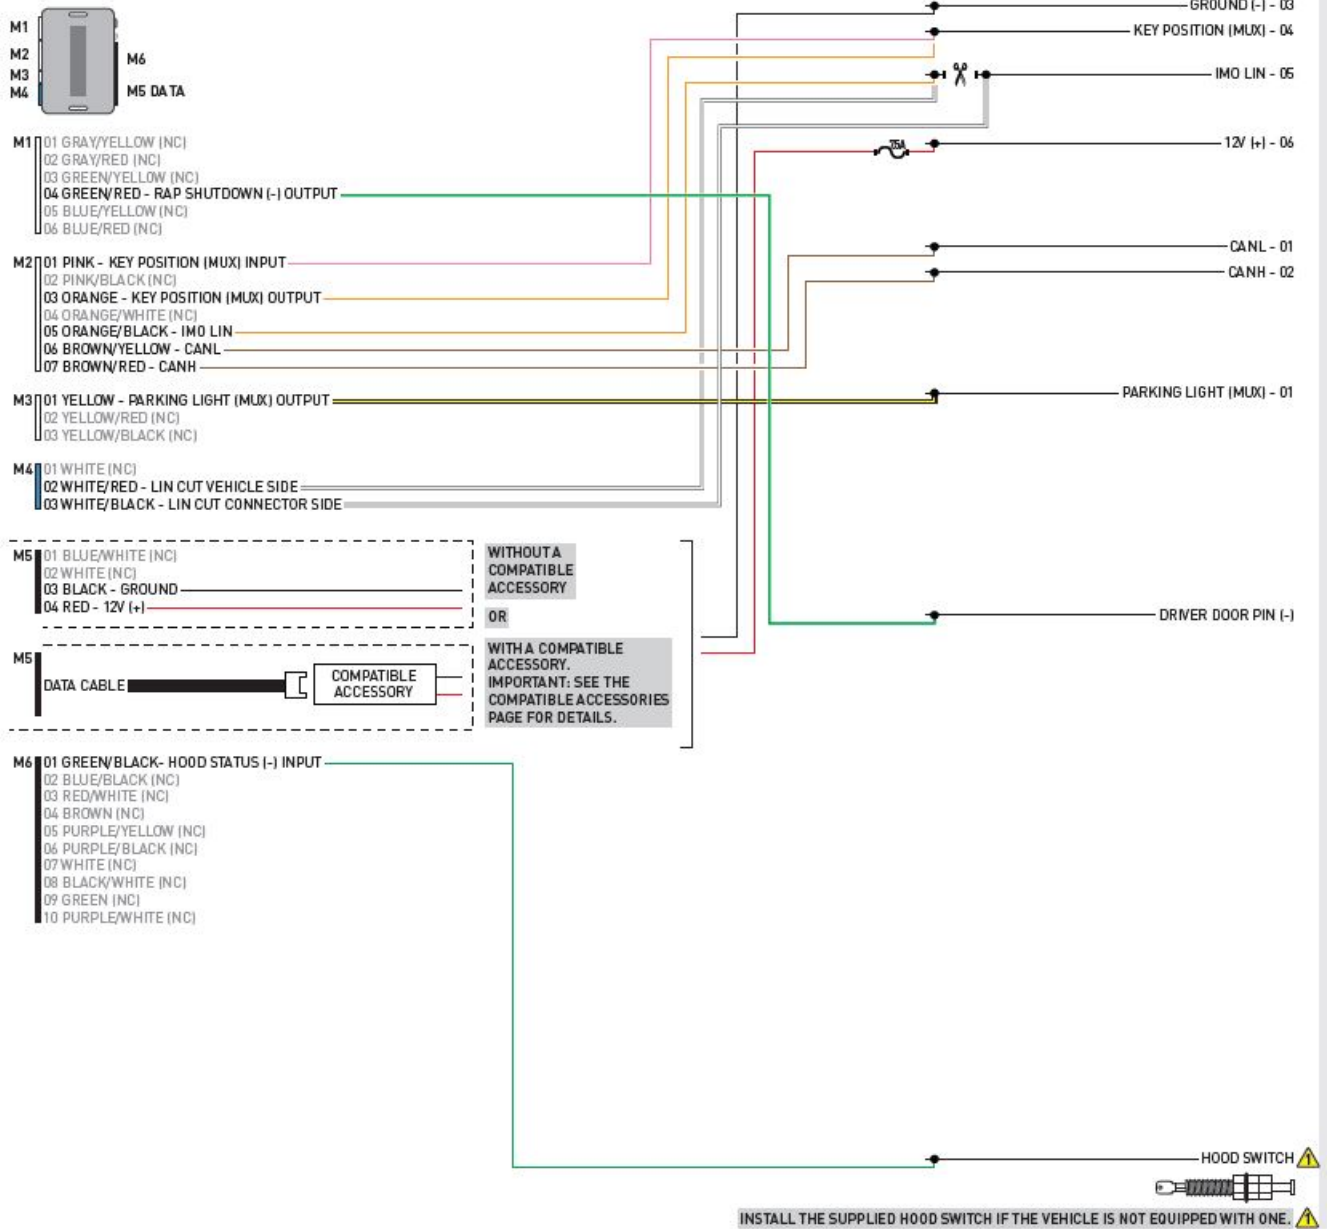 GROUND (-) - 03
KEY POSITION (MUX) - 04
IMO LIN - 05
7.5A
12V (+) - 06
CANL - 01
CANH - 02
PARKING LIGHT (MUX) - 01
DRIVER DOOR PIN (-)
M1
M2
M3
M4
M6
M5 DATA
M1
01 GRAY/YELLOW (NC)
02 GRAY/RED (NC)
03 GREEN/YELLOW (NC)
04 GREEN/RED - RAP SHUTDOWN (-) OUTPUT
05 BLUE/YELLOW (NC)
06 BLUE/RED (NC)
M2
01 PINK - KEY POSITION (MUX) INPUT
02 PINK/BLACK (NC)
03 ORANGE - KEY POSITION (MUX) OUTPUT
04 ORANGE/WHITE (NC)
05 ORANGE/BLACK - IMO LIN
06 BROWN/YELLOW - CANL
07 BROWN/RED - CANH
M3
01 YELLOW - PARKING LIGHT (MUX) OUTPUT
02 YELLOW/RED (NC)
03 YELLOW/BLACK (NC)
M4
01 WHITE (NC)
02 WHITE/RED - LIN CUT VEHICLE SIDE
03 WHITE/BLACK - LIN CUT CONNECTOR SIDE
M5
01 BLUE/WHITE (NC)
02 WHITE (NC)
03 BLACK - GROUND
04 RED - 12V (+)
WITHOUT A
COMPATIBLE
ACCESSORY
OR
M5
DATA CABLE
COMPATIBLE
ACCESSORY
WITH A COMPATIBLE
ACCESSORY.
IMPORTANT: SEE THE
COMPATIBLE ACCESSORIES
PAGE FOR DETAILS.
M6
01 GREEN/BLACK- HOOD STATUS (-) INPUT
02 BLUE/BLACK (NC)
03 RED/WHITE (NC)
04 BROWN (NC)
05 PURPLE/YELLOW (NC)
06 PURPLE/BLACK (NC)
07 WHITE (NC)
08 BLACK/WHITE (NC)
09 GREEN (NC)
10 PURPLE/WHITE (NC)
HOOD SWITCH 1
INSTALL THE SUPPLIED HOOD SWITCH IF THE VEHICLE IS NOT EQUIPPED WITH ONE. 1